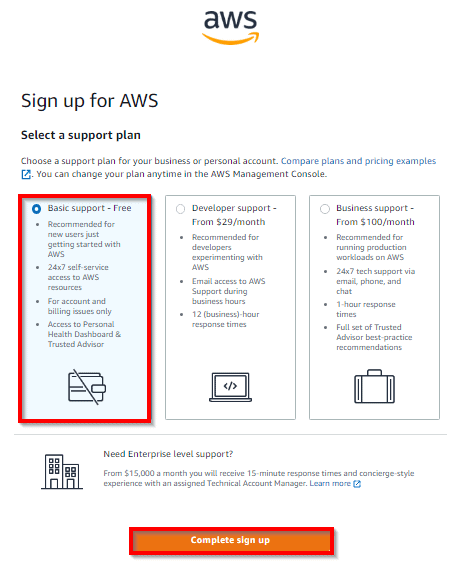 aws
Sign up for AWS
Select a support plan
Choose a support plan for your business or personal account. Compare plans and pricing examples
. You can change your plan anytime in the AWS Management Console.
Basic support - Free
Recommended for
new users just
getting started with
AWS
24x7 self-service
access to AWS
resources
For account and
billing issues only
Access to Personal
Health Dashboard &
Trusted Advisor
Developer support -
From $29/month
Recommended for
developers
experimenting with
AWS
Email access to AWS
Support during
business hours
12 (business)-hour
response times
</>
Business support -
From $100/month
Recommended for
running production
workloads on AWS
24x7 tech support via
email, phone, and
chat
1-hour response
times
Full set of Trusted
Advisor best-practice
recommendations
Need Enterprise level support?
From $15,000 a month you will receive 15-minute response times and concierge-style
experience with an assigned Technical Account Manager. Learn more
Complete sign up